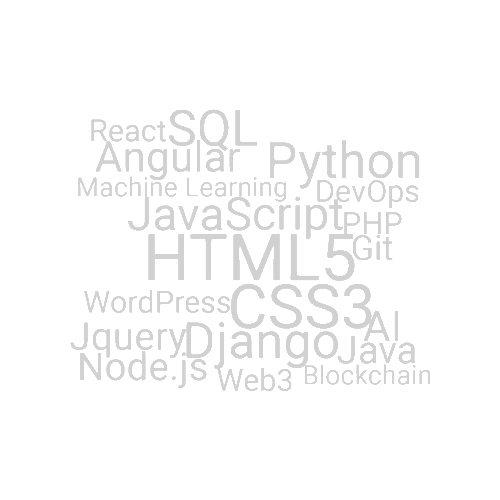 React
SQL
Angular
Python
Machine Learning
DevOps
JavaScript
PHP
HTML5
Git
WordPress
CSS3
AI
Jquery
Django
Java
Node.js
Web3
Blockchain